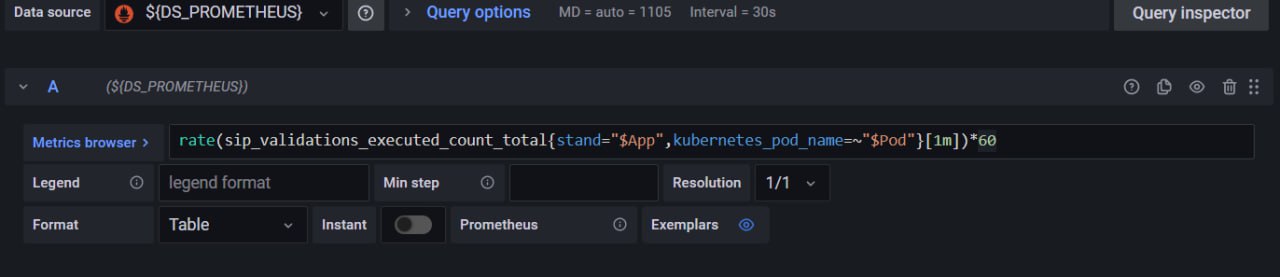 Data source ${DS_PROMETHEUS} Query options MD = auto = 1105 Interval = 30s Query inspector
A (${DS_PROMETHEUS})
Metrics browser > rate(sip_validations_executed_count_total{stand="$App",kubernetes_pod_name=~"$Pod"}[1m])*60
Legend legend format Min step Resolution 1/1
Format Table Instant Prometheus Exemplars